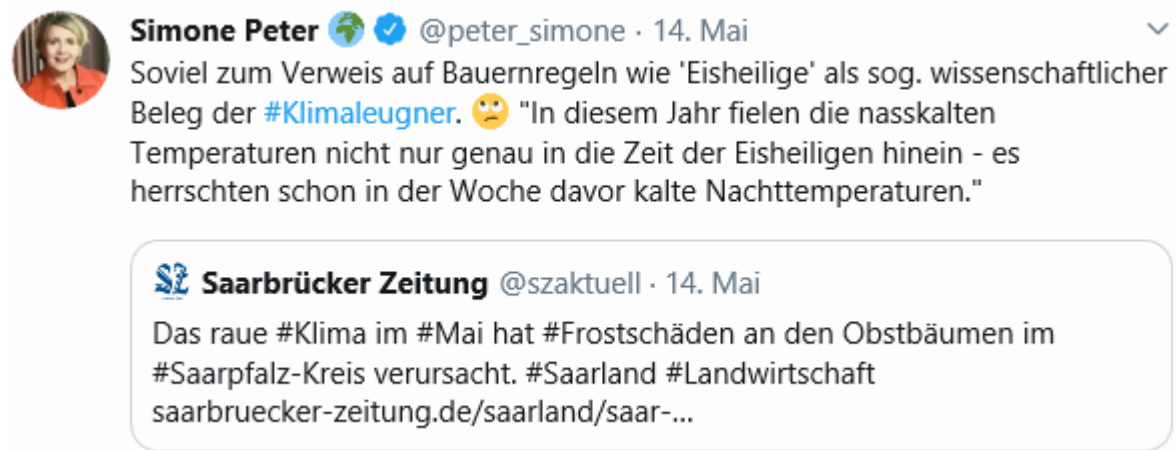 Simone Peter 🌍 @peter_simone · 14. Mai
Soviel zum Verweis auf Bauernregeln wie 'Eisheilige' als sog. wissenschaftlicher
Beleg der #Klimaleugner. 🙄 "In diesem Jahr fielen die nasskalten
Temperaturen nicht nur genau in die Zeit der Eisheiligen hinein - es
herrschten schon in der Woche davor kalte Nachttemperaturen."
SZ Saarbrücker Zeitung @szaktuell · 14. Mai
Das raue #Klima im #Mai hat #Frostschäden an den Obstbäumen im
#Saarpfalz-Kreis verursacht. #Saarland #Landwirtschaft
saarbruecker-zeitung.de/saarland/saar-...